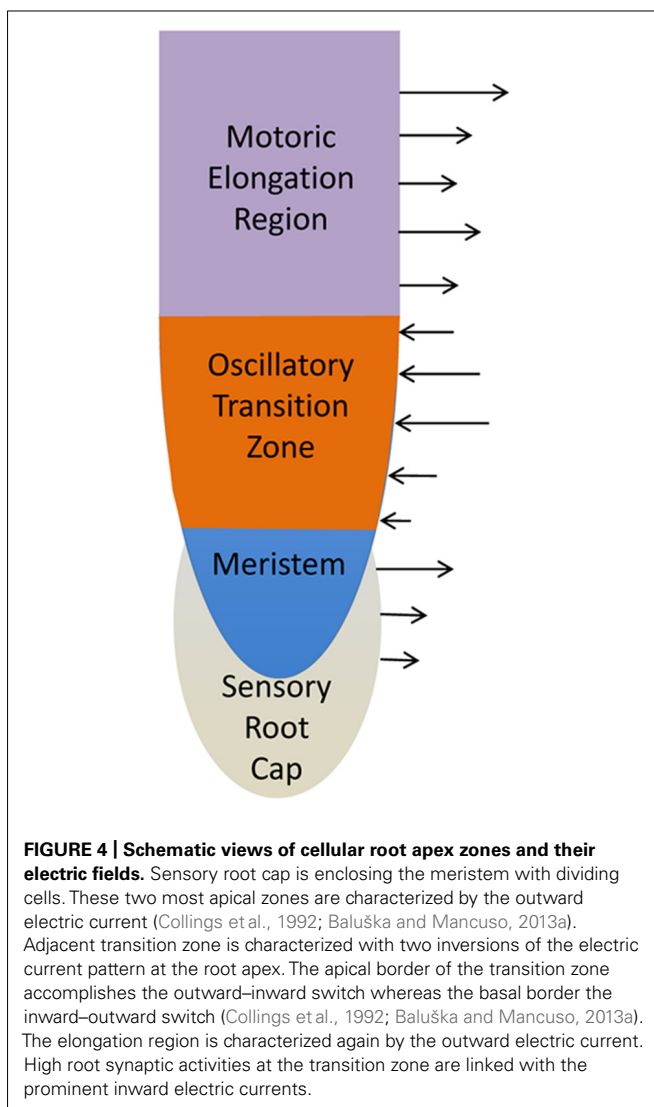 Motoric
Elongation
Region
Oscillatory
Transition
Zone
Meristem
Sensory
Root
Cap
FIGURE 4 | Schematic views of cellular root apex zones and their
electric fields. Sensory root cap is enclosing the meristem with dividing
cells. These two most apical zones are characterized by the outward
electric current (Collings et al., 1992; Baluška and Mancuso, 2013a).
Adjacent transition zone is characterized with two inversions of the electric
current pattern at the root apex. The apical border of the transition zone
accomplishes the outward–inward switch whereas the basal border the
inward–outward switch (Collings et al., 1992; Baluška and Mancuso, 2013a).
The elongation region is characterized again by the outward electric current.
High root synaptic activities at the transition zone are linked with the
prominent inward electric currents.